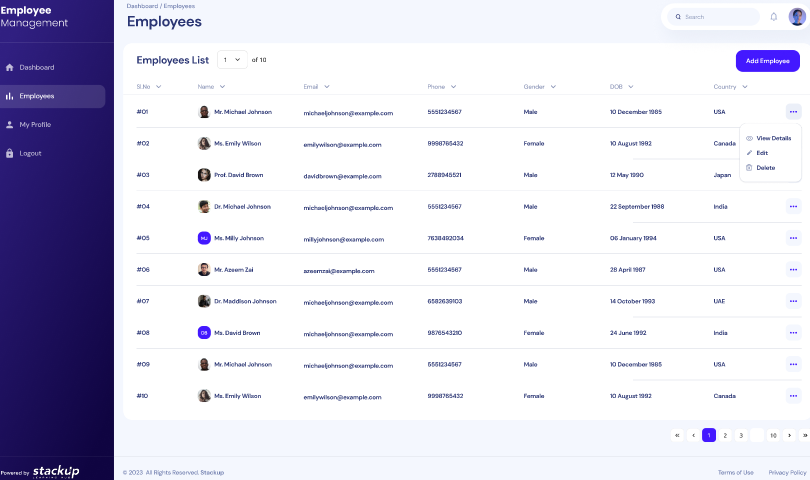 Employee
Management
Dashboard
Employees
My Profile
Logout
Powered by stackup
LEARNING HUB
Dashboard / Employees
Employees
Search
Employees List 1 of 10
Add Employee
Sl.No Name Email Phone Gender DOB Country
#01 Mr. Michael Johnson michaeljohnson@example.com 5551234567 Male 10 December 1985 USA
View Details
Edit
Delete
#02 Ms. Emily Wilson emilywilson@example.com 9998765432 Female 10 August 1992 Canada
#03 Prof. David Brown davidbrown@example.com 2788945521 Male 12 May 1990 Japan
#04 Dr. Michael Johnson michaeljohnson@example.com 5551234567 Male 22 September 1988 India
#05 MJ Ms. Milly Johnson millyjohnson@example.com 7638492034 Female 06 January 1994 USA
#06 Mr. Azeem Zai azeemzai@example.com 5551234567 Male 28 April 1987 USA
#07 Dr. Maddison Johnson michaeljohnson@example.com 6582639103 Male 14 October 1993 UAE
#08 DB Ms. David Brown michaeljohnson@example.com 9876543210 Female 24 June 1992 India
#09 Mr. Michael Johnson michaeljohnson@example.com 5551234567 Male 10 December 1985 USA
#10 Ms. Emily Wilson emilywilson@example.com 9998765432 Female 10 August 1992 Canada
« ‹ 1 2 3 10 › »
© 2023 All Rights Reserved. Stackup
Terms of Use Privacy Policy